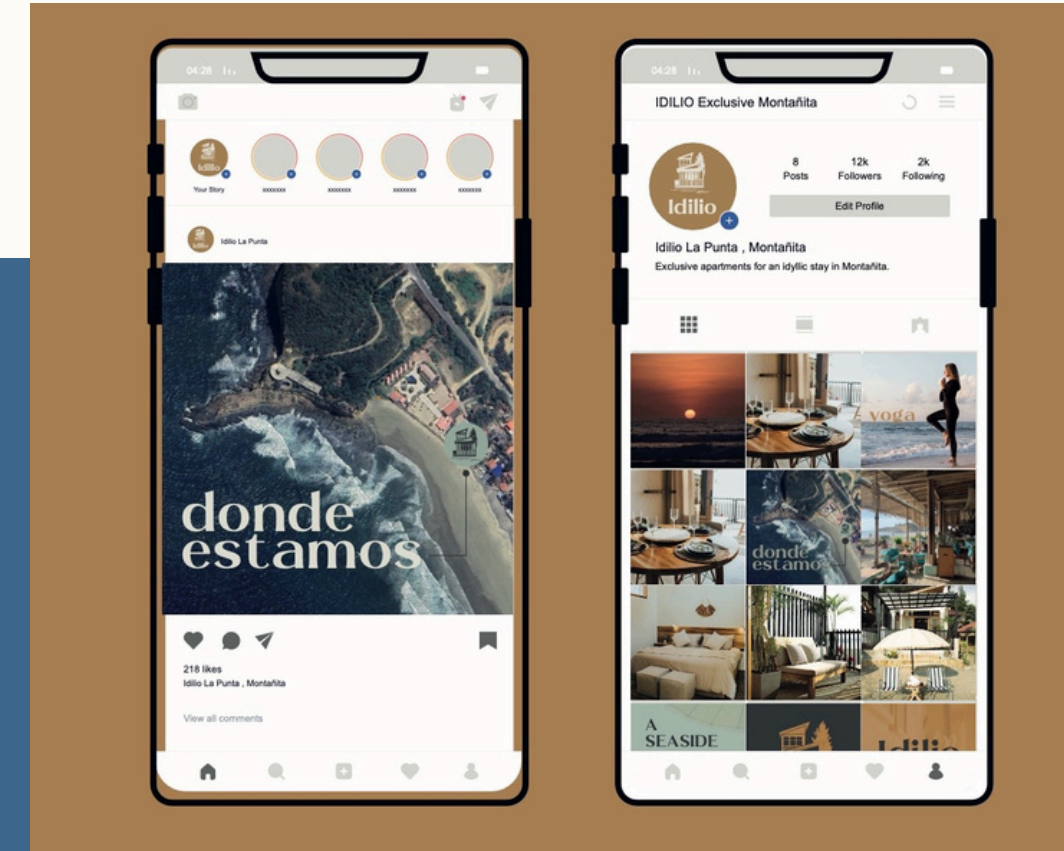 04:28
Idilio
Your Story
xxxxxxx
xxxxxxx
xxxxxxx
xxxxxxx
Idilio
Idilio La Punta
donde
estamos
218 likes
Idilio La Punta , Montañita
View all comments
04:28
IDILIO Exclusive Montañita
Idilio
8
12k
2k
Posts
Followers
Following
Edit Profile
Idilio La Punta , Montañita
Exclusive apartments for an idyllic stay in Montañita.
yoga
donde
estamos
A
SEASIDE
Idilio